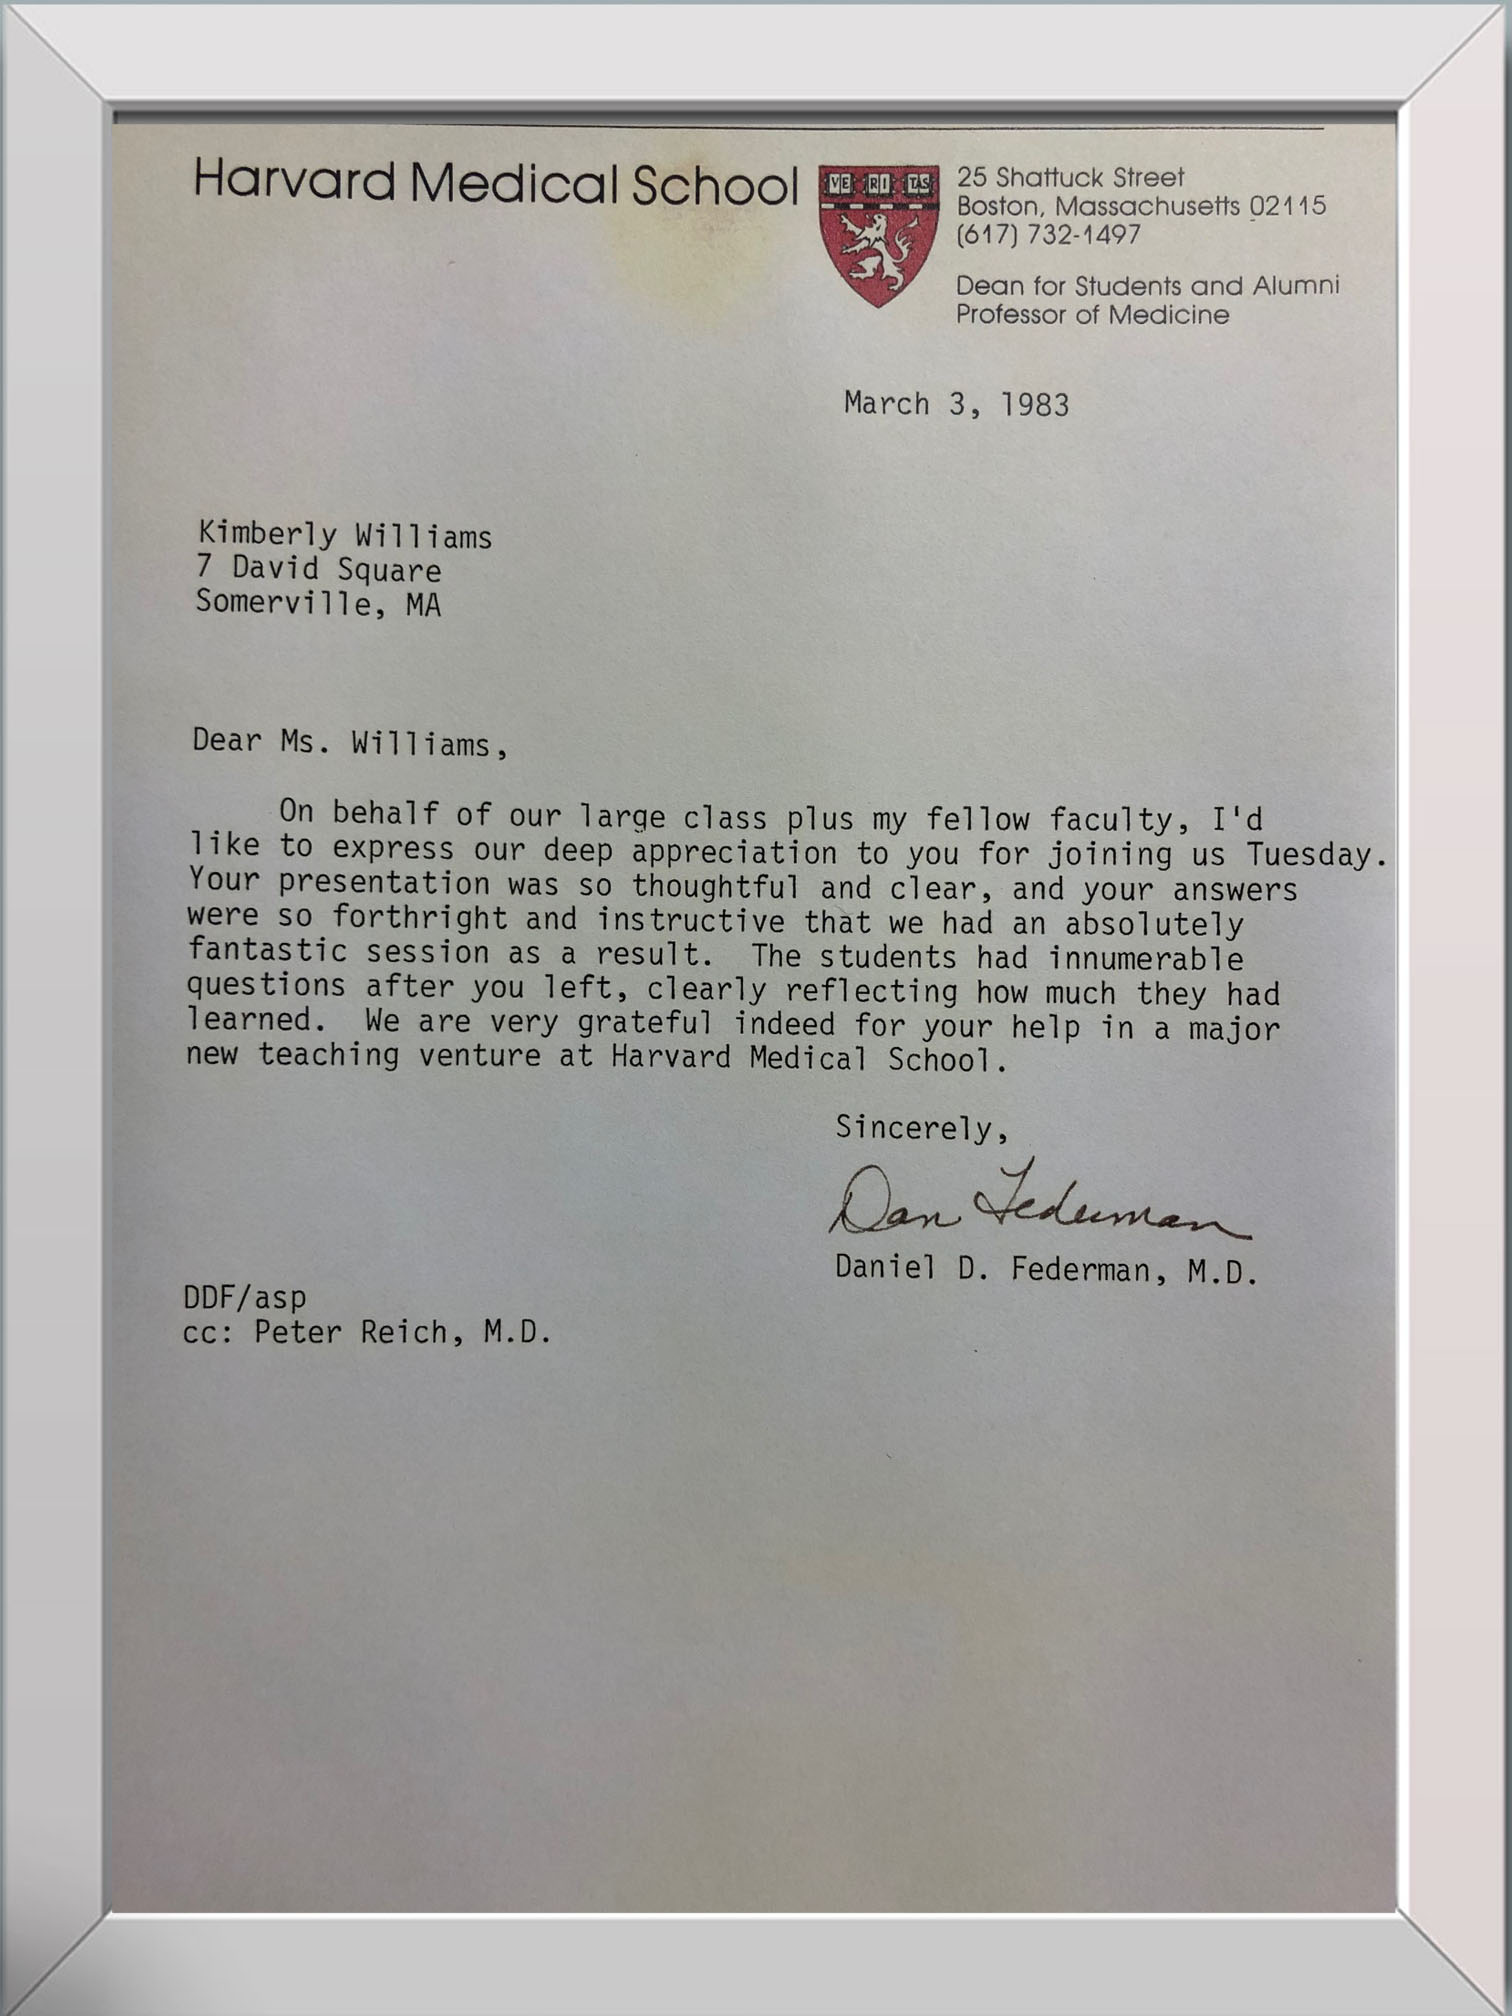 Harvard Medical School
VE RI TAS
25 Shattuck Street
Boston, Massachusetts 02115
(617) 732-1497
Dean for Students and Alumni
Professor of Medicine
March 3, 1983
Kimberly Williams
7 David Square
Somerville, MA
Dear Ms. Williams,
On behalf of our large class plus my fellow faculty, I'd
like to express our deep appreciation to you for joining us Tuesday.
Your presentation was so thoughtful and clear, and your answers
were so forthright and instructive that we had an absolutely
fantastic session as a result. The students had innumerable
questions after you left, clearly reflecting how much they had
learned. We are very grateful indeed for your help in a major
new teaching venture at Harvard Medical School.
Sincerely,
Dan Federman
Daniel D. Federman, M.D.
DDF/asp
cc: Peter Reich, M.D.